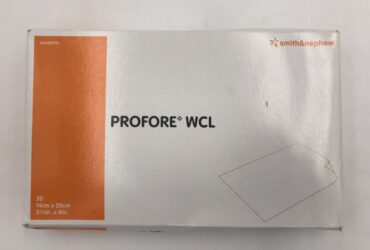 smith&nephew
PROFORE° WCL
50
14cm x 20cm
5½in. x 8in.